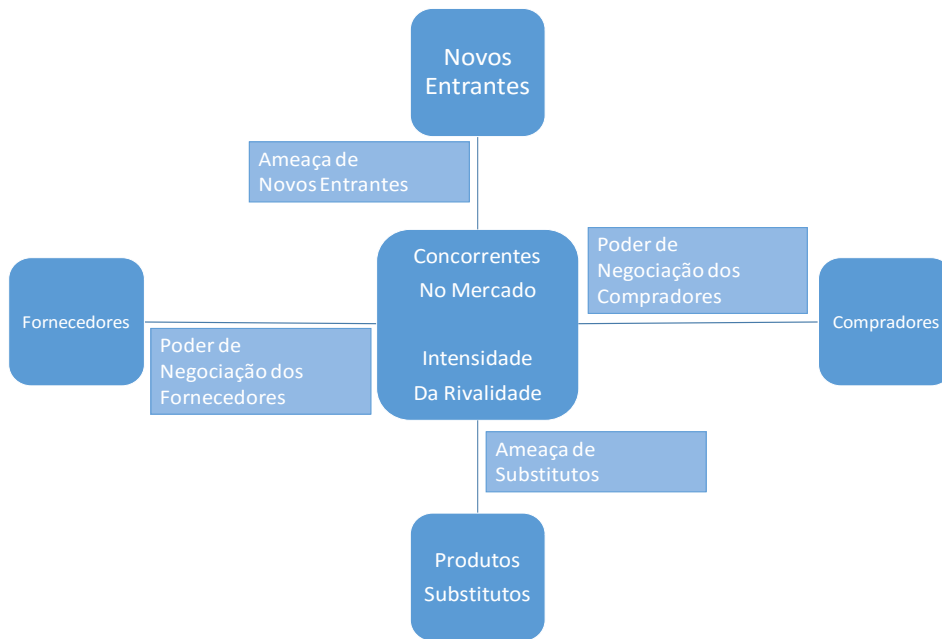 Novos
Entrantes
Ameaça de
Novos Entrantes
Concorrentes
No Mercado
Intensidade
Da Rivalidade
Poder de
Negociação dos
Compradores
Fornecedores
Compradores
Poder de
Negociação dos
Fornecedores
Ameaça de
Substitutos
Produtos
Substitutos